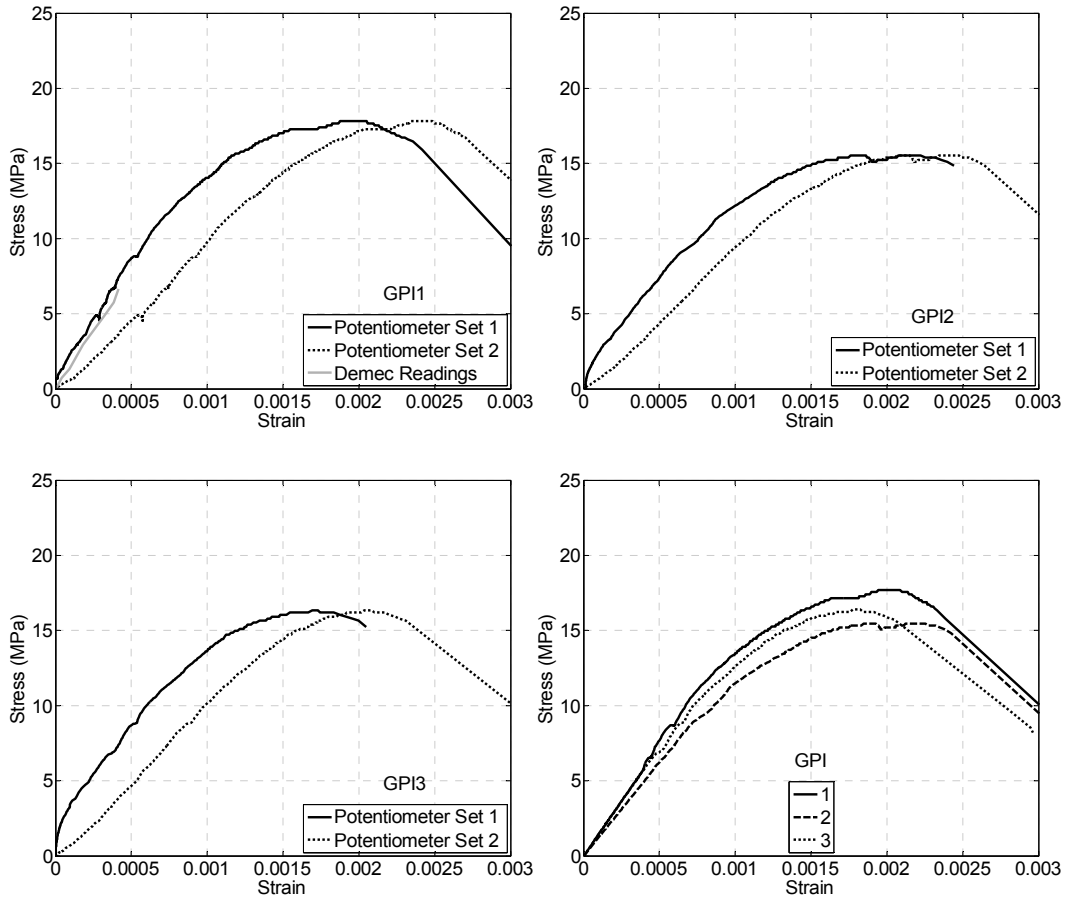 25
20
15
10
5
0
Stress (MPa)
0 0.0005 0.001 0.0015 0.002 0.0025 0.003
Strain
GPI1
Potentiometer Set 1
Potentiometer Set 2
Demec Readings
25
20
15
10
5
0
Stress (MPa)
0 0.0005 0.001 0.0015 0.002 0.0025 0.003
Strain
GPI2
Potentiometer Set 1
Potentiometer Set 2
25
20
15
10
5
0
Stress (MPa)
0 0.0005 0.001 0.0015 0.002 0.0025 0.003
Strain
GPI3
Potentiometer Set 1
Potentiometer Set 2
25
20
15
10
5
0
Stress (MPa)
0 0.0005 0.001 0.0015 0.002 0.0025 0.003
Strain
GPI
1
2
3